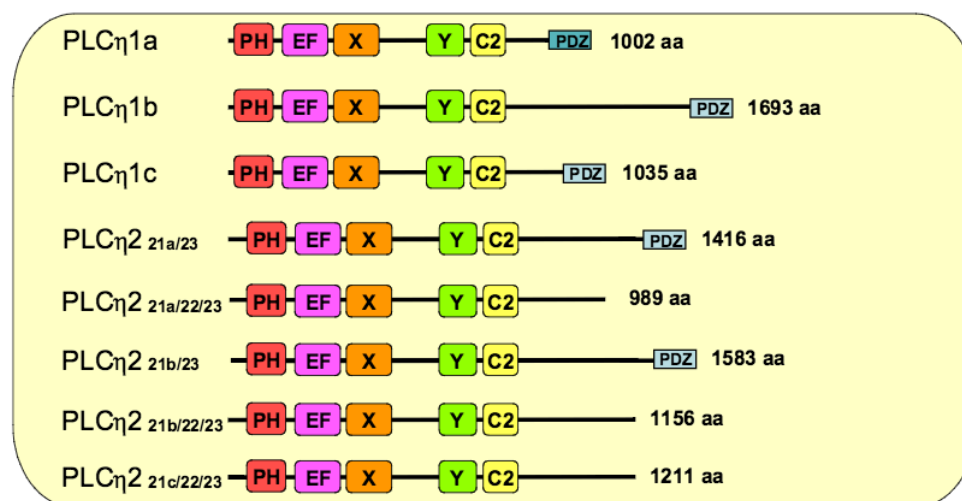 PLCη1a PH EF X Y C2 PDZ 1002 aa
PLCη1b PH EF X Y C2 PDZ 1693 aa
PLCη1c PH EF X Y C2 PDZ 1035 aa
PLCη2 21a/23 PH EF X Y C2 PDZ 1416 aa
PLCη2 21a/22/23 PH EF X Y C2 989 aa
PLCη2 21b/23 PH EF X Y C2 PDZ 1583 aa
PLCη2 21b/22/23 PH EF X Y C2 1156 aa
PLCη2 21c/22/23 PH EF X Y C2 1211 aa